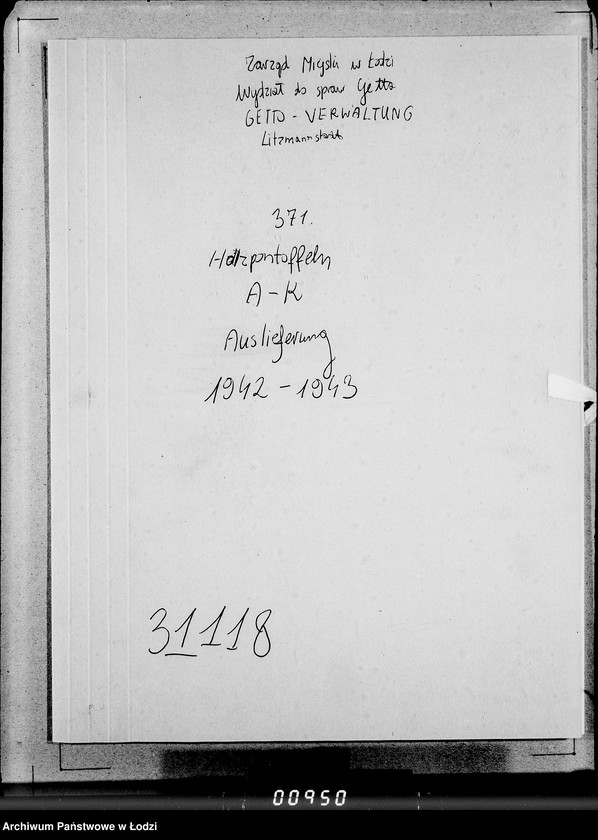 Zarząd Miejski w Łodzi
Wydział do spraw Getta
GETTO - VERWALTUNG
Litzmannstadt
371.
Holzpantoffeln
A - K
Auslieferung
1942 - 1943
31118
00950
Archiwum Państwowe w Łodzi